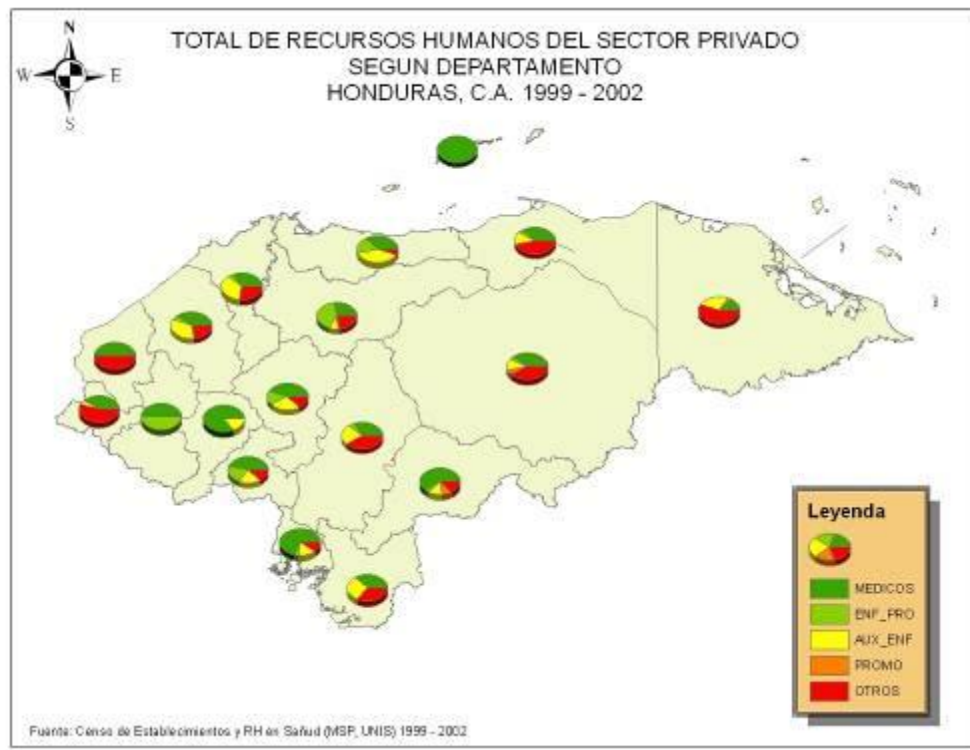 TOTAL DE RECURSOS HUMANOS DEL SECTOR PRIVADO
SEGUN DEPARTAMENTO
HONDURAS, C.A. 1999 - 2002
N
W E
S
Leyenda
MEDICOS
ENF_PRO
AUX_ENF
PROMO
OTROS
Fuente: Censo de Establecimientos y RH en Sañud (MSP, UNIS) 1999 - 2002